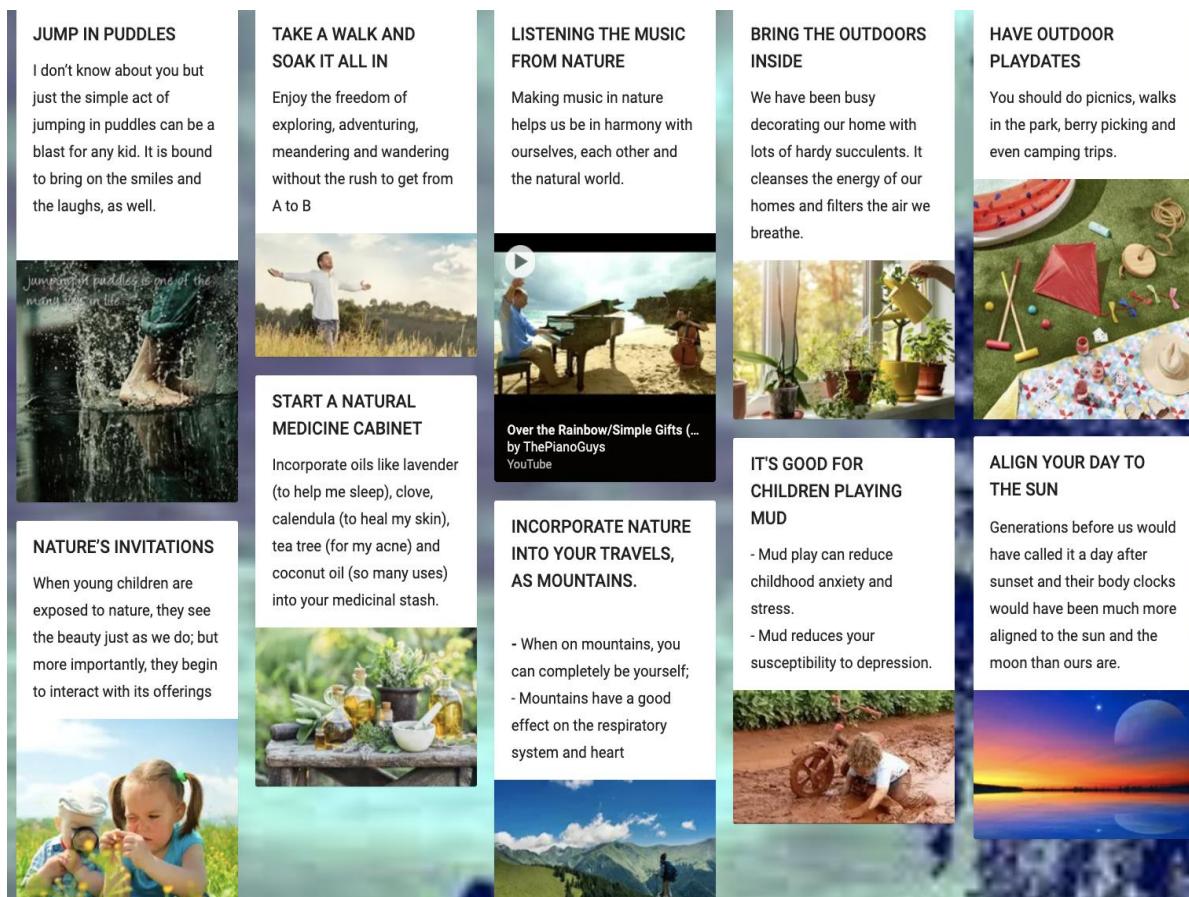 JUMP IN PUDDLES
I don’t know about you but
just the simple act of
jumping in puddles can be a
blast for any kid. It is bound
to bring on the smiles and
the laughs, as well.
jumping in puddles is one of the
many joys in life
NATURE’S INVITATIONS
When young children are
exposed to nature, they see
the beauty just as we do; but
more importantly, they begin
to interact with its offerings
TAKE A WALK AND
SOAK IT ALL IN
Enjoy the freedom of
exploring, adventuring,
meandering and wandering
without the rush to get from
A to B
START A NATURAL
MEDICINE CABINET
Incorporate oils like lavender
(to help me sleep), clove,
calendula (to heal my skin),
tea tree (for my acne) and
coconut oil (so many uses)
into your medicinal stash.
LISTENING THE MUSIC
FROM NATURE
Making music in nature
helps us be in harmony with
ourselves, each other and
the natural world.
Over the Rainbow/Simple Gifts (...
by ThePianoGuys
YouTube
INCORPORATE NATURE
INTO YOUR TRAVELS,
AS MOUNTAINS.
- When on mountains, you
can completely be yourself;
- Mountains have a good
effect on the respiratory
system and heart
BRING THE OUTDOORS
INSIDE
We have been busy
decorating our home with
lots of hardy succulents. It
cleanses the energy of our
homes and filters the air we
breathe.
IT'S GOOD FOR
CHILDREN PLAYING
MUD
- Mud play can reduce
childhood anxiety and
stress.
- Mud reduces your
susceptibility to depression.
HAVE OUTDOOR
PLAYDATES
You should do picnics, walks
in the park, berry picking and
even camping trips.
ALIGN YOUR DAY TO
THE SUN
Generations before us would
have called it a day after
sunset and their body clocks
would have been much more
aligned to the sun and the
moon than ours are.